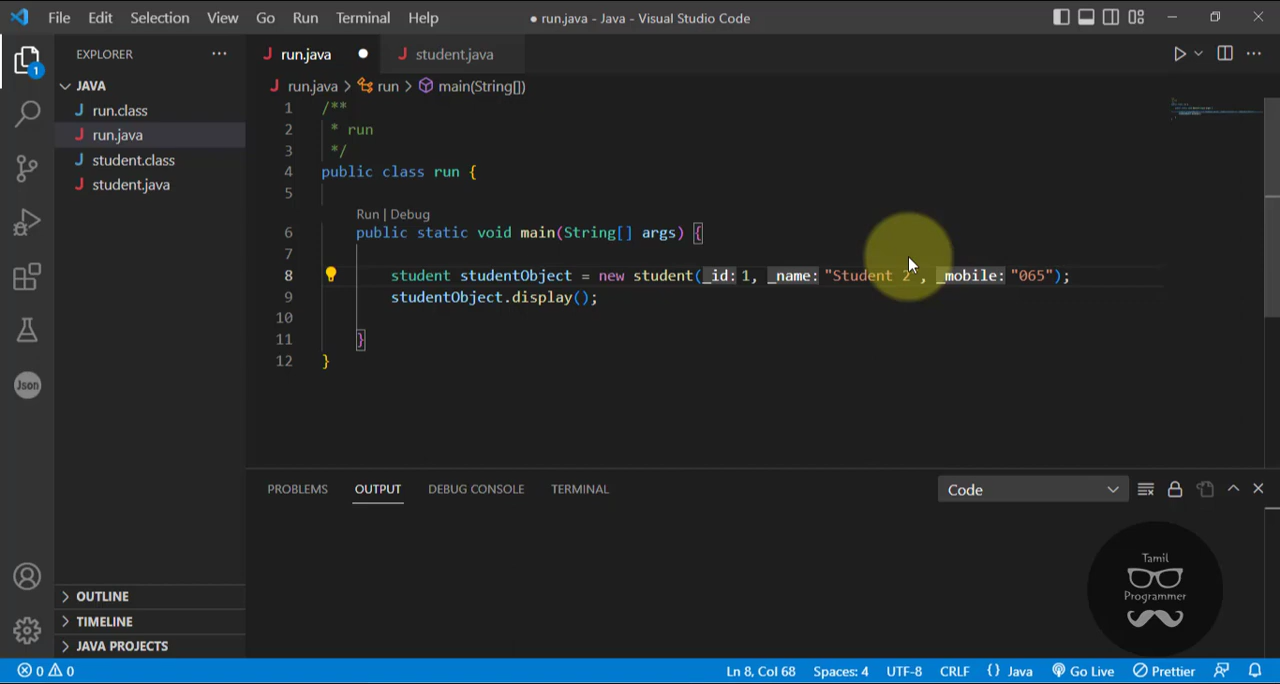 File Edit Selection View Go Run Terminal Help ● run.java - Java - Visual Studio Code
EXPLORER ···
1
run.java ● student.java
JAVA
run.java > run > main(String[])
run.class
run.java
student.class
student.java
1 /**
2 * run
3 */
4 public class run {
5
Run | Debug
6 public static void main(String[] args) {
7
8 student studentObject = new student(_id: 1, _name: "Student 2", _mobile: "065");
9 studentObject.display();
10
11 }
12 }
Json
PROBLEMS OUTPUT DEBUG CONSOLE TERMINAL Code
Tamil
Programmer
OUTLINE
TIMELINE
JAVA PROJECTS
0 0 Ln 8, Col 68 Spaces: 4 UTF-8 CRLF {} Java Go Live Prettier